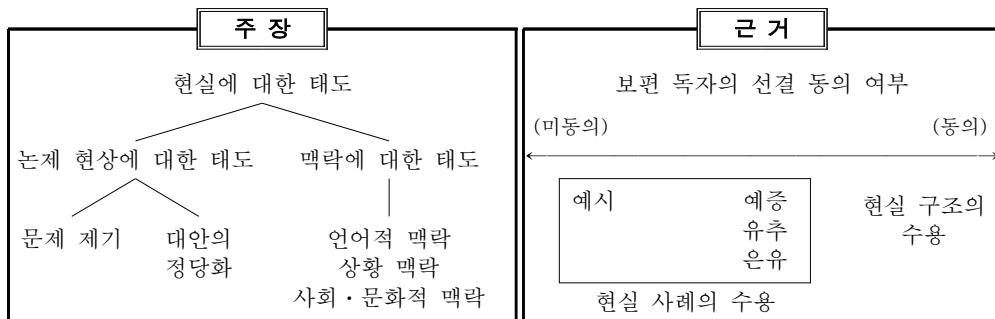 주 장
현실에 대한 태도
논제 현상에 대한 태도
맥락에 대한 태도
문제 제기
대안의
정당화
언어적 맥락
상황 맥락
사회·문화적 맥락
근 거
보편 독자의 선결 동의 여부
(미동의)
(동의)
예시
예증
유추
은유
현실 사례의 수용
현실 구조의
수용